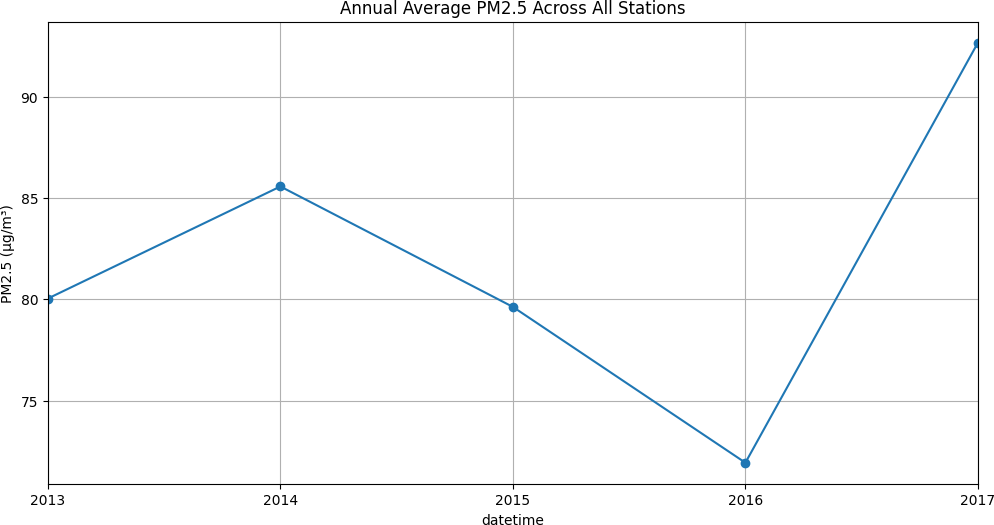 Annual Average PM2.5 Across All Stations
PM2.5 (µg/m³)
90
85
80
75
2013 2014 2015 2016 2017
datetime